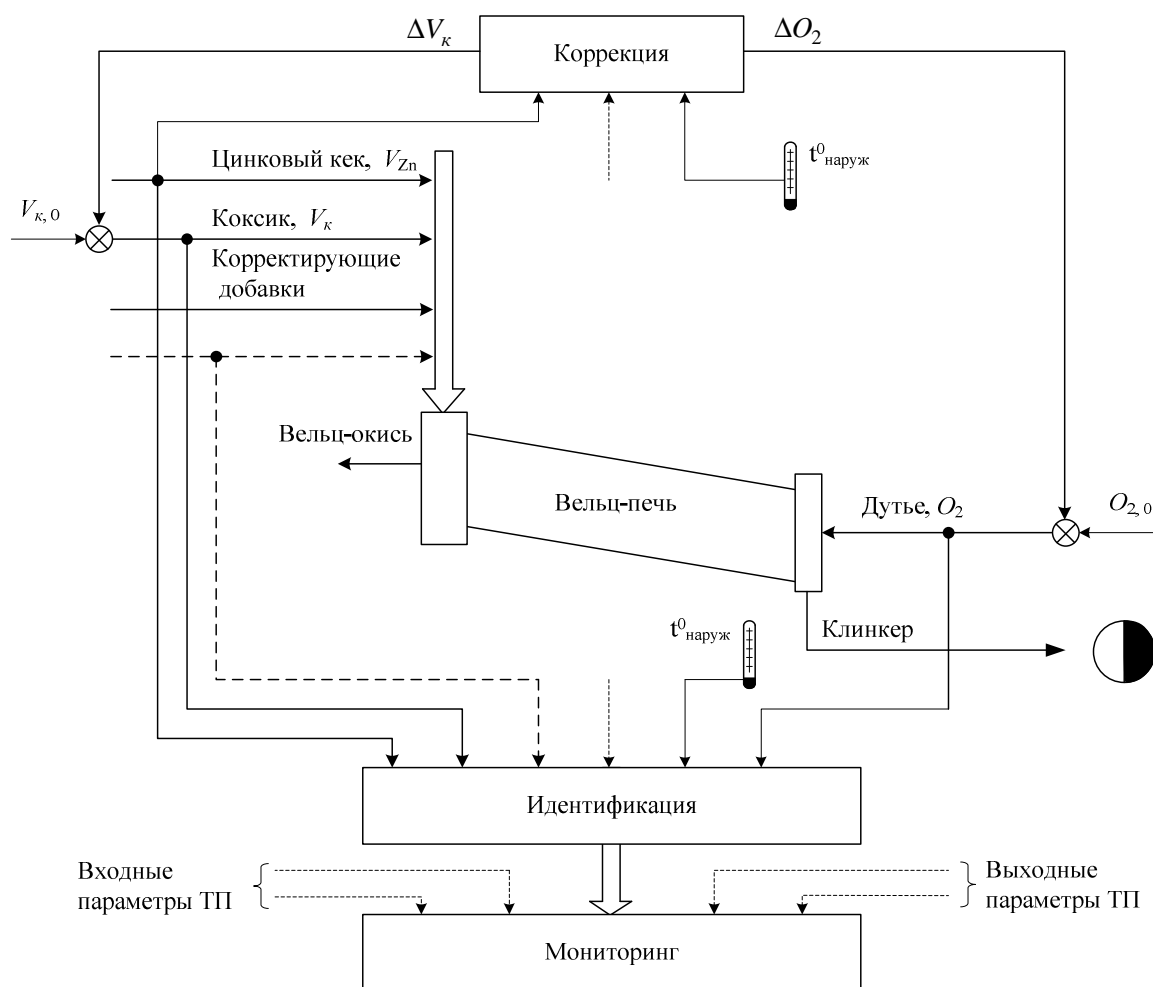 ΔVк
ΔO2
Коррекция
t0наруж
Цинковый кек, VZn
Vк, 0
Коксик, Vк
Корректирующие
добавки
Вельц-окись
Вельц-печь
Дутье, O2
O2, 0
t0наруж
Клинкер
Идентификация
Входные
параметры ТП
Выходные
параметры ТП
Мониторинг